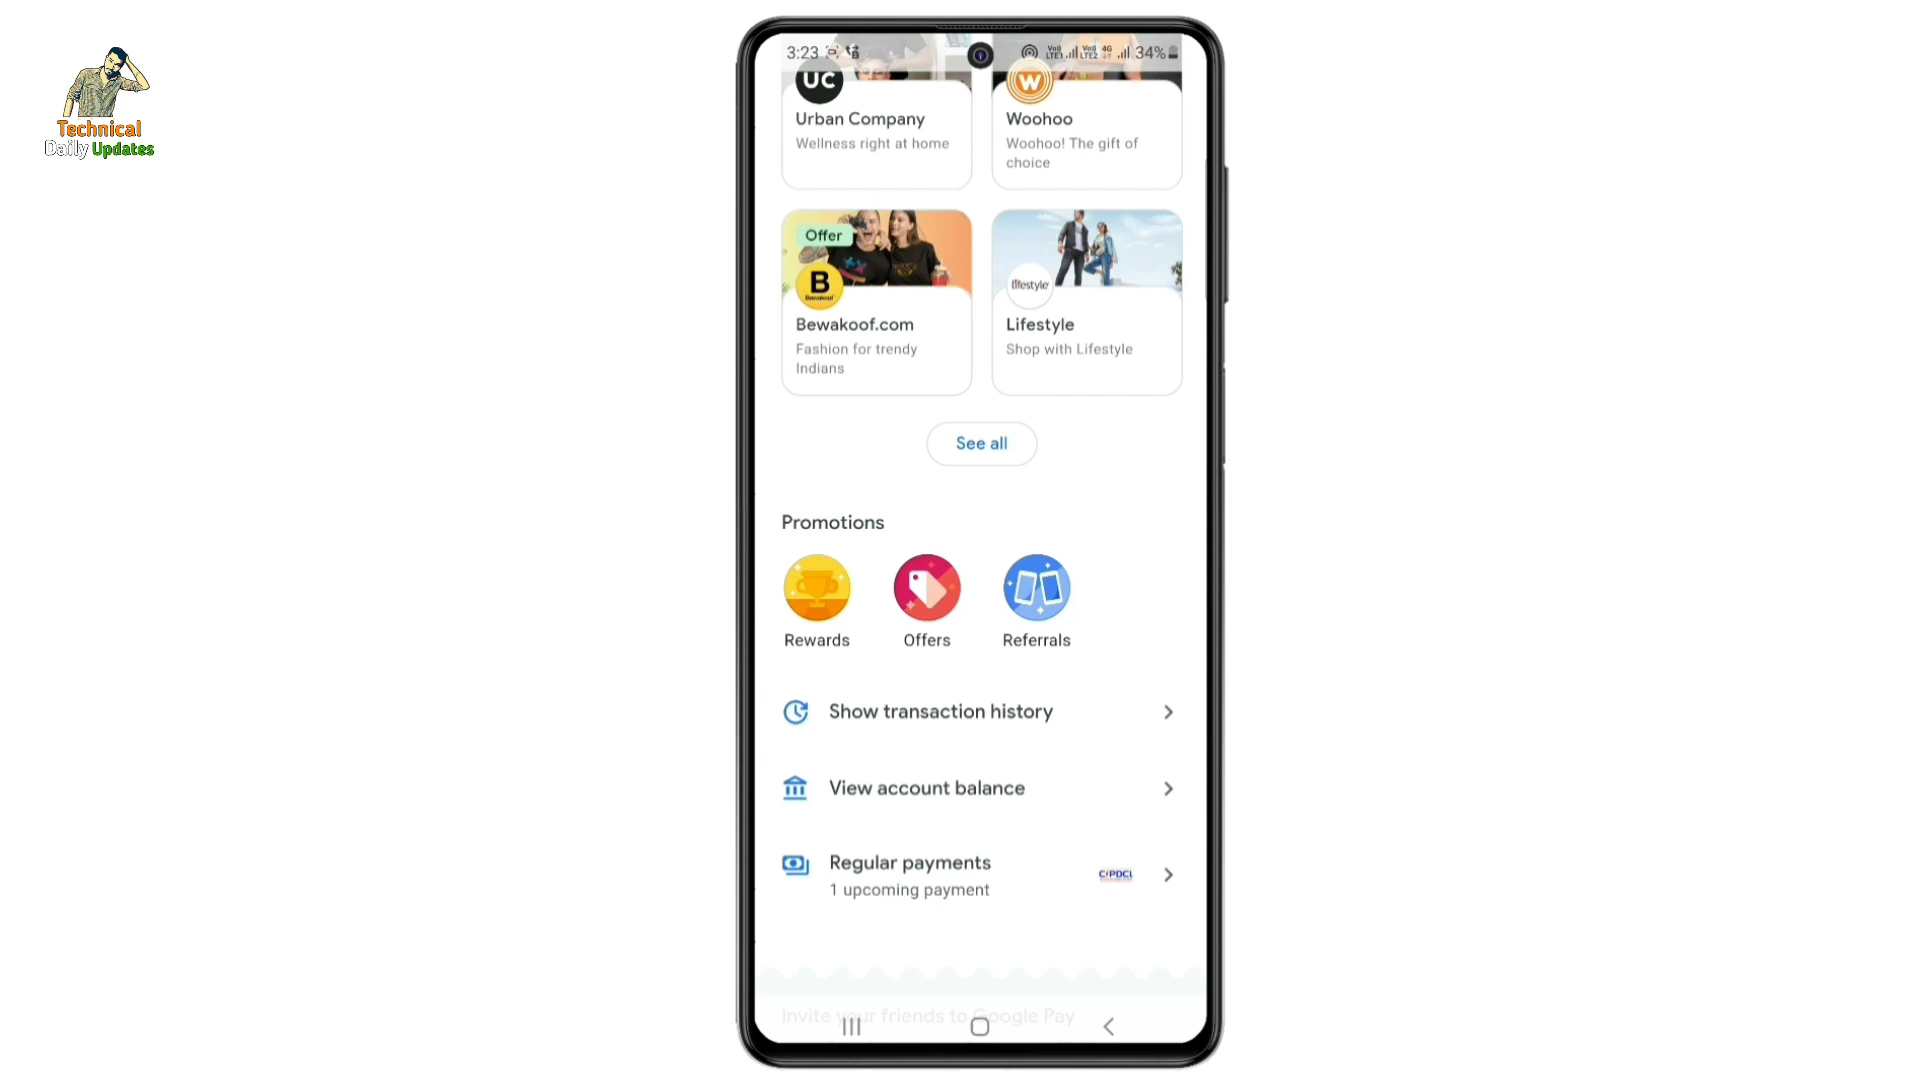 Technical
Daily Updates
3:23
34%
UC
W
Urban Company
Wellness right at home
Woohoo
Woohoo! The gift of
choice
Offer
B
Bewakoof
lifestyle
Bewakoof.com
Fashion for trendy
Indians
Lifestyle
Shop with Lifestyle
See all
Promotions
Rewards
Offers
Referrals
Show transaction history
View account balance
Regular payments
1 upcoming payment
Invite your friends to Google Pay